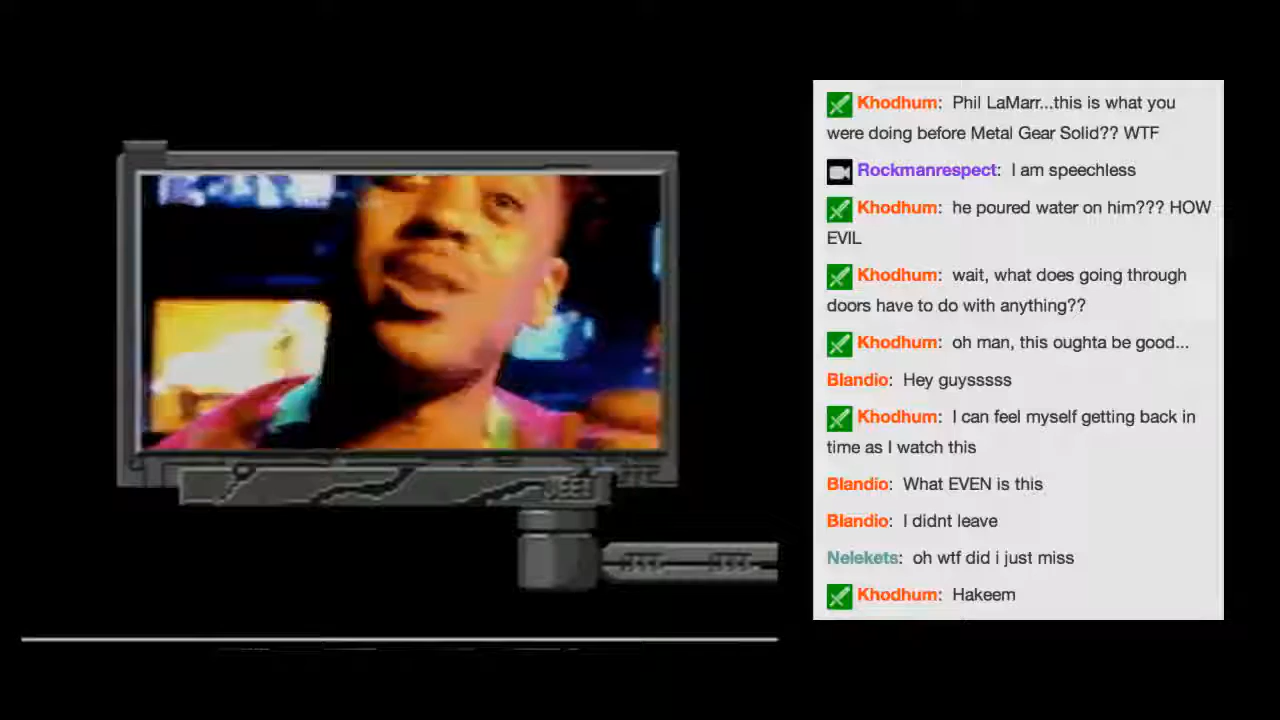 Khodhum: Phil LaMarr...this is what you
were doing before Metal Gear Solid?? WTF
Rockmanrespect: I am speechless
Khodhum: he poured water on him??? HOW
EVIL
Khodhum: wait, what does going through
doors have to do with anything??
Khodhum: oh man, this oughta be good...
Blandio: Hey guysssss
Khodhum: I can feel myself getting back in
time as I watch this
Blandio: What EVEN is this
Blandio: I didnt leave
Nelekets: oh wtf did i just miss
Khodhum: Hakeem